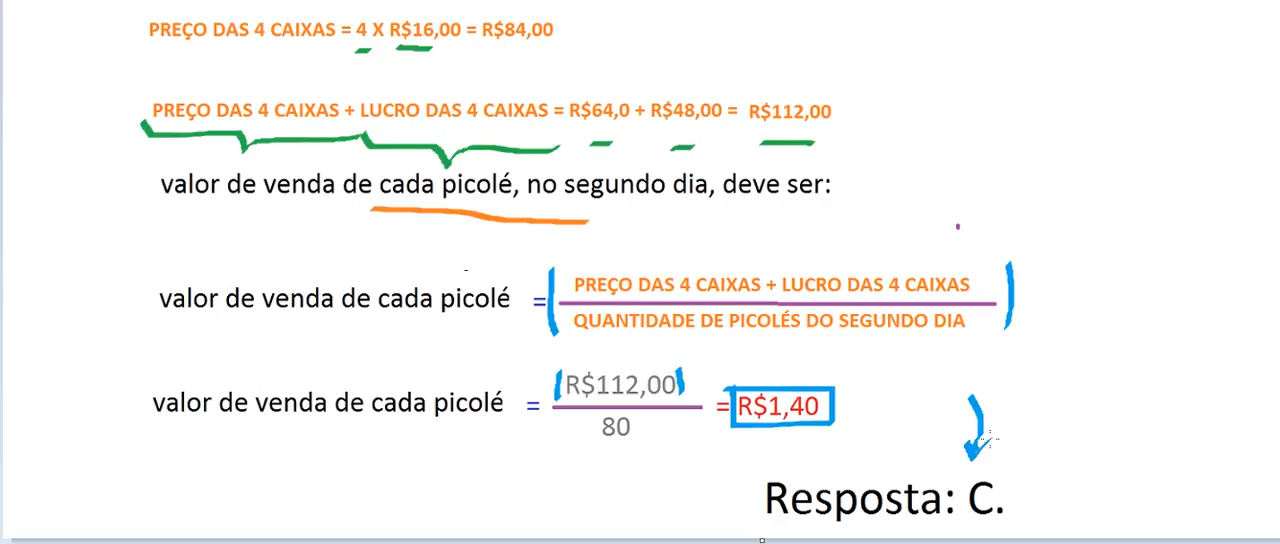 PREÇO DAS 4 CAIXAS = 4 X R$16,00 = R$84,00
PREÇO DAS 4 CAIXAS + LUCRO DAS 4 CAIXAS = R$64,0 + R$48,00 = R$112,00
valor de venda de cada picolé, no segundo dia, deve ser:
valor de venda de cada picolé = ( PREÇO DAS 4 CAIXAS + LUCRO DAS 4 CAIXAS )
QUANTIDADE DE PICOLÉS DO SEGUNDO DIA
valor de venda de cada picolé = (R$112,00) = R$1,40
80
Resposta: C.